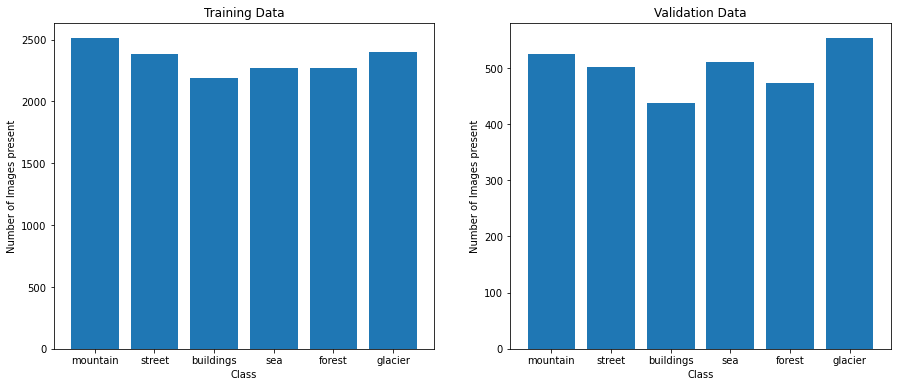 Training Data
Number of Images present
2500
2000
1500
1000
500
0
mountain street buildings sea forest glacier
Class
Validation Data
Number of Images present
500
400
300
200
100
0
mountain street buildings sea forest glacier
Class